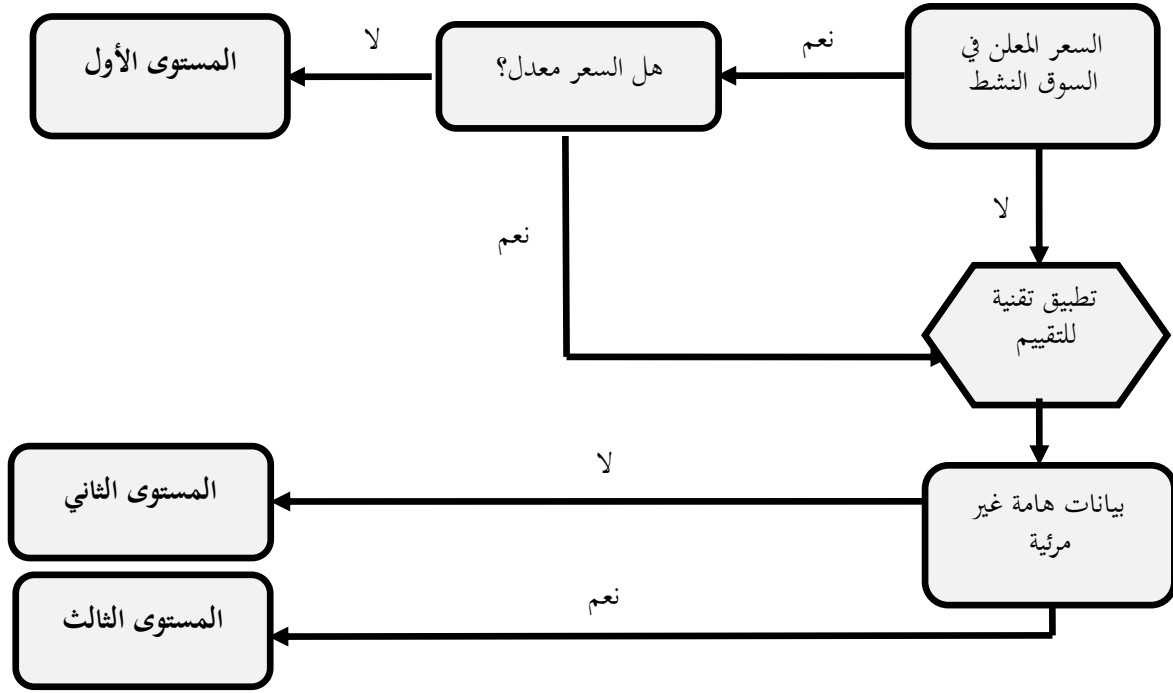 السعر المعلن في
السوق النشط
نعم
هل السعر معدل؟
لا
المستوى الأول
لا
نعم
تطبيق تقنية
للتقييم
بيانات هامة غير
مرئية
لا
المستوى الثاني
نعم
المستوى الثالث